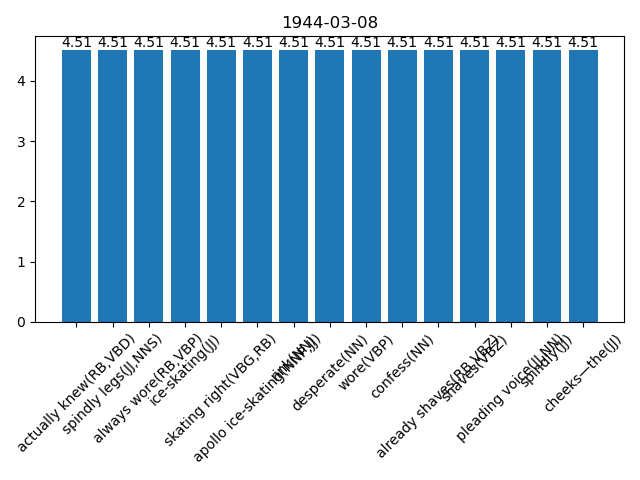 1944-03-08
4.51 4.51 4.51 4.51 4.51 4.51 4.51 4.51 4.51 4.51 4.51 4.51 4.51 4.51 4.51
4
3
2
1
0
actually knew(RB,VBD)
spindly legs(JJ,NNS)
always wore(RB,VBP)
ice-skating(JJ)
skating right(VBG,RB)
apollo ice-skating(NNP,JJ)
rink(NN)
desperate(NN)
wore(VBP)
confess(NN)
already shaves(RB,VBZ)
shaves(VBZ)
pleading voice(JJ,NN)
spindly(JJ)
cheeks—the(JJ)